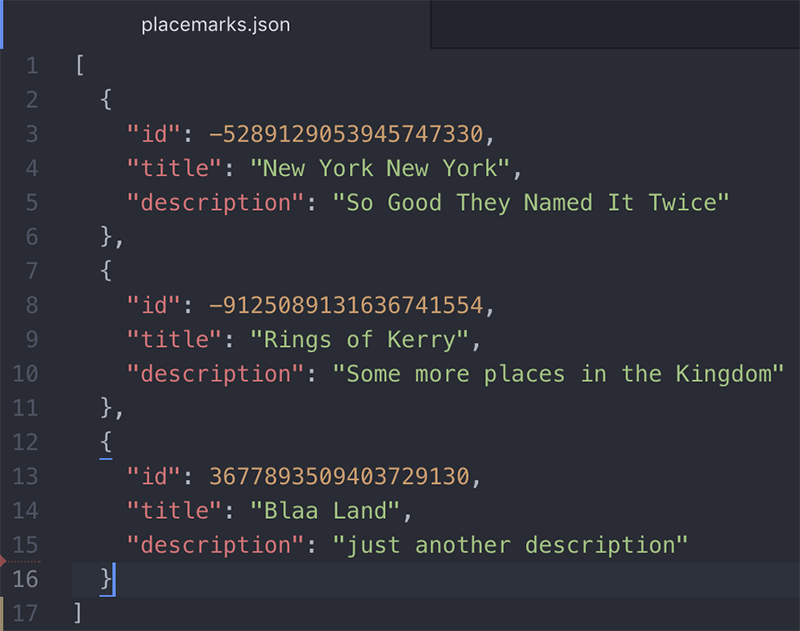 placemarks.json
1 [
2 {
3 "id": -5289129053945747330,
4 "title": "New York New York",
5 "description": "So Good They Named It Twice"
6 },
7 {
8 "id": -9125089131636741554,
9 "title": "Rings of Kerry",
10 "description": "Some more places in the Kingdom"
11 },
12 {
13 "id": 3677893509403729130,
14 "title": "Blaa Land",
15 "description": "just another description"
16 }
17 ]